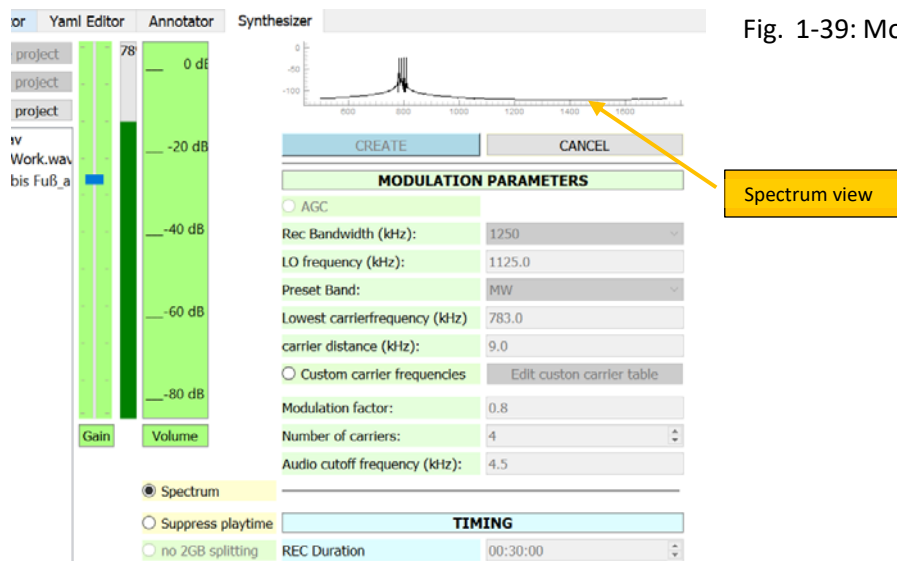 or Yaml Editor Annotator Synthesizer
Fig. 1-39: Mo
project
project
project
av
Work.wav
bis Fuß_a
78
0 dB
-20 dB
-40 dB
-60 dB
-80 dB
Gain
Volume
0
-50
-100
600 800 1000 1200 1400 1600
CREATE CANCEL
Spectrum view
MODULATION PARAMETERS
AGC
Rec Bandwidth (kHz): 1250
LO frequency (kHz): 1125.0
Preset Band: MW
Lowest carrierfrequency (kHz) 783.0
carrier distance (kHz): 9.0
Custom carrier frequencies Edit custon carrier table
Modulation factor: 0.8
Number of carriers: 4
Audio cutoff frequency (kHz): 4.5
Spectrum
Suppress playtime
no 2GB splitting
TIMING
REC Duration 00:30:00